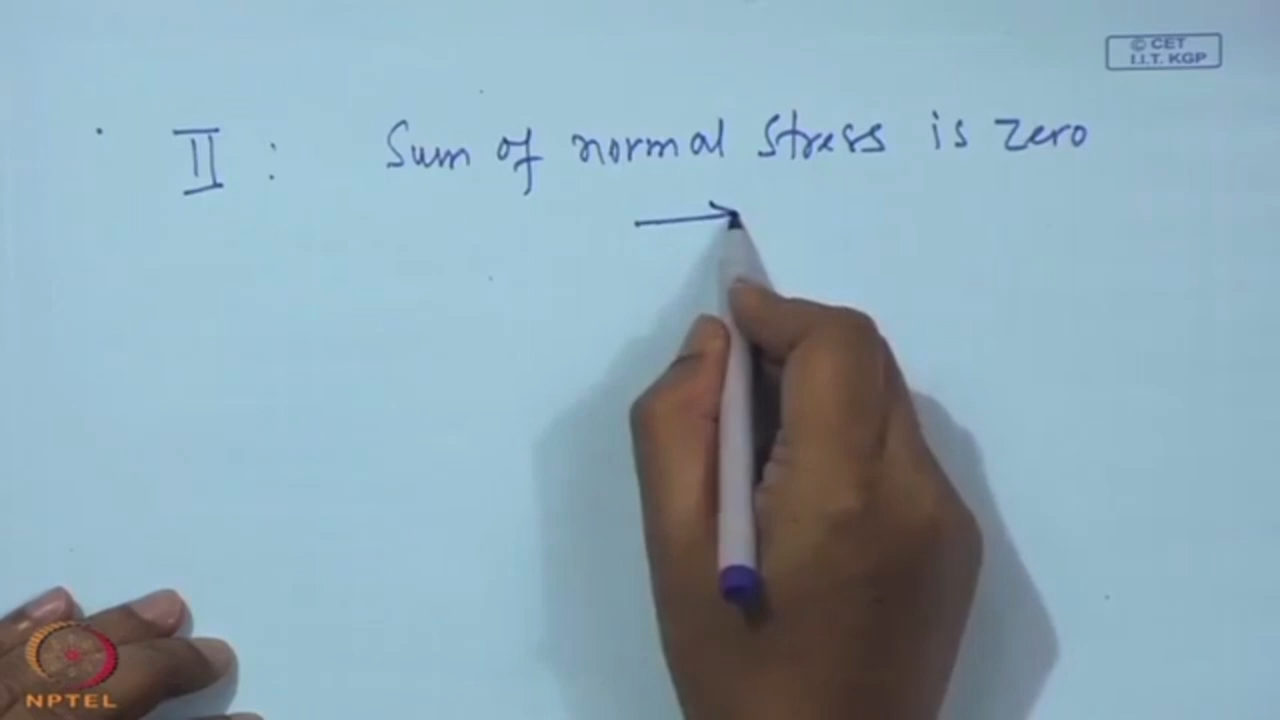 © CET
I.I.T. KGP
II : Sum of normal stress is zero
NPTEL